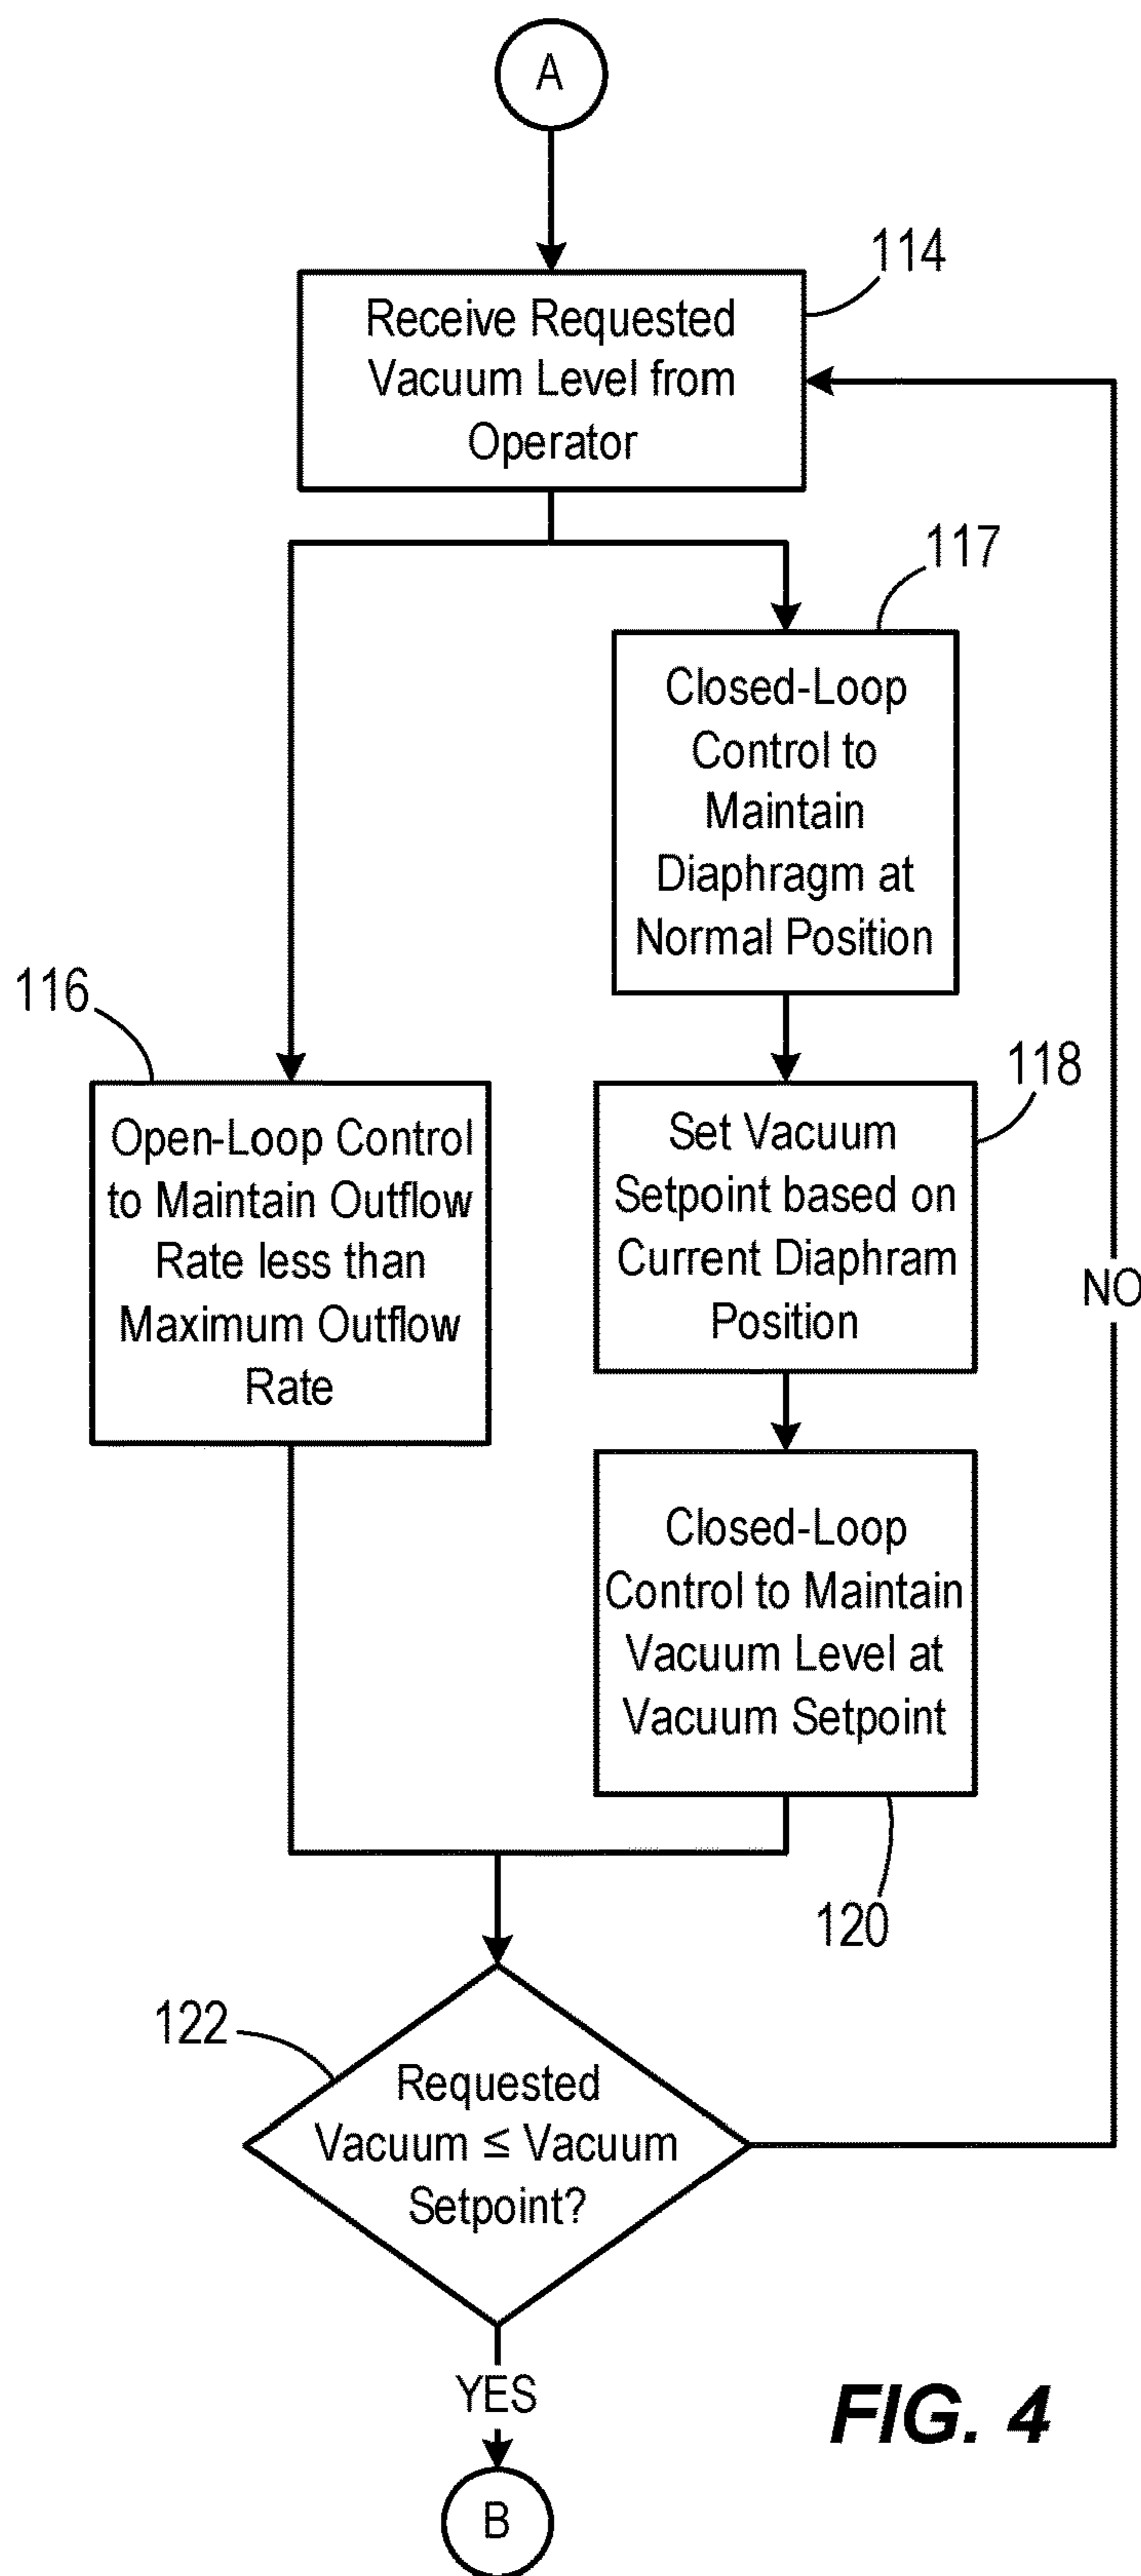 A
114
Receive Requested
Vacuum Level from
Operator
117
Closed-Loop
Control to
Maintain
Diaphragm at
Normal Position
116
Open-Loop Control
to Maintain Outflow
Rate less than
Maximum Outflow
Rate
118
Set Vacuum
Setpoint based on
Current Diaphram
Position
NO
Closed-Loop
Control to Maintain
Vacuum Level at
Vacuum Setpoint
120
122
Requested
Vacuum ≤ Vacuum
Setpoint?
YES
B
FIG. 4